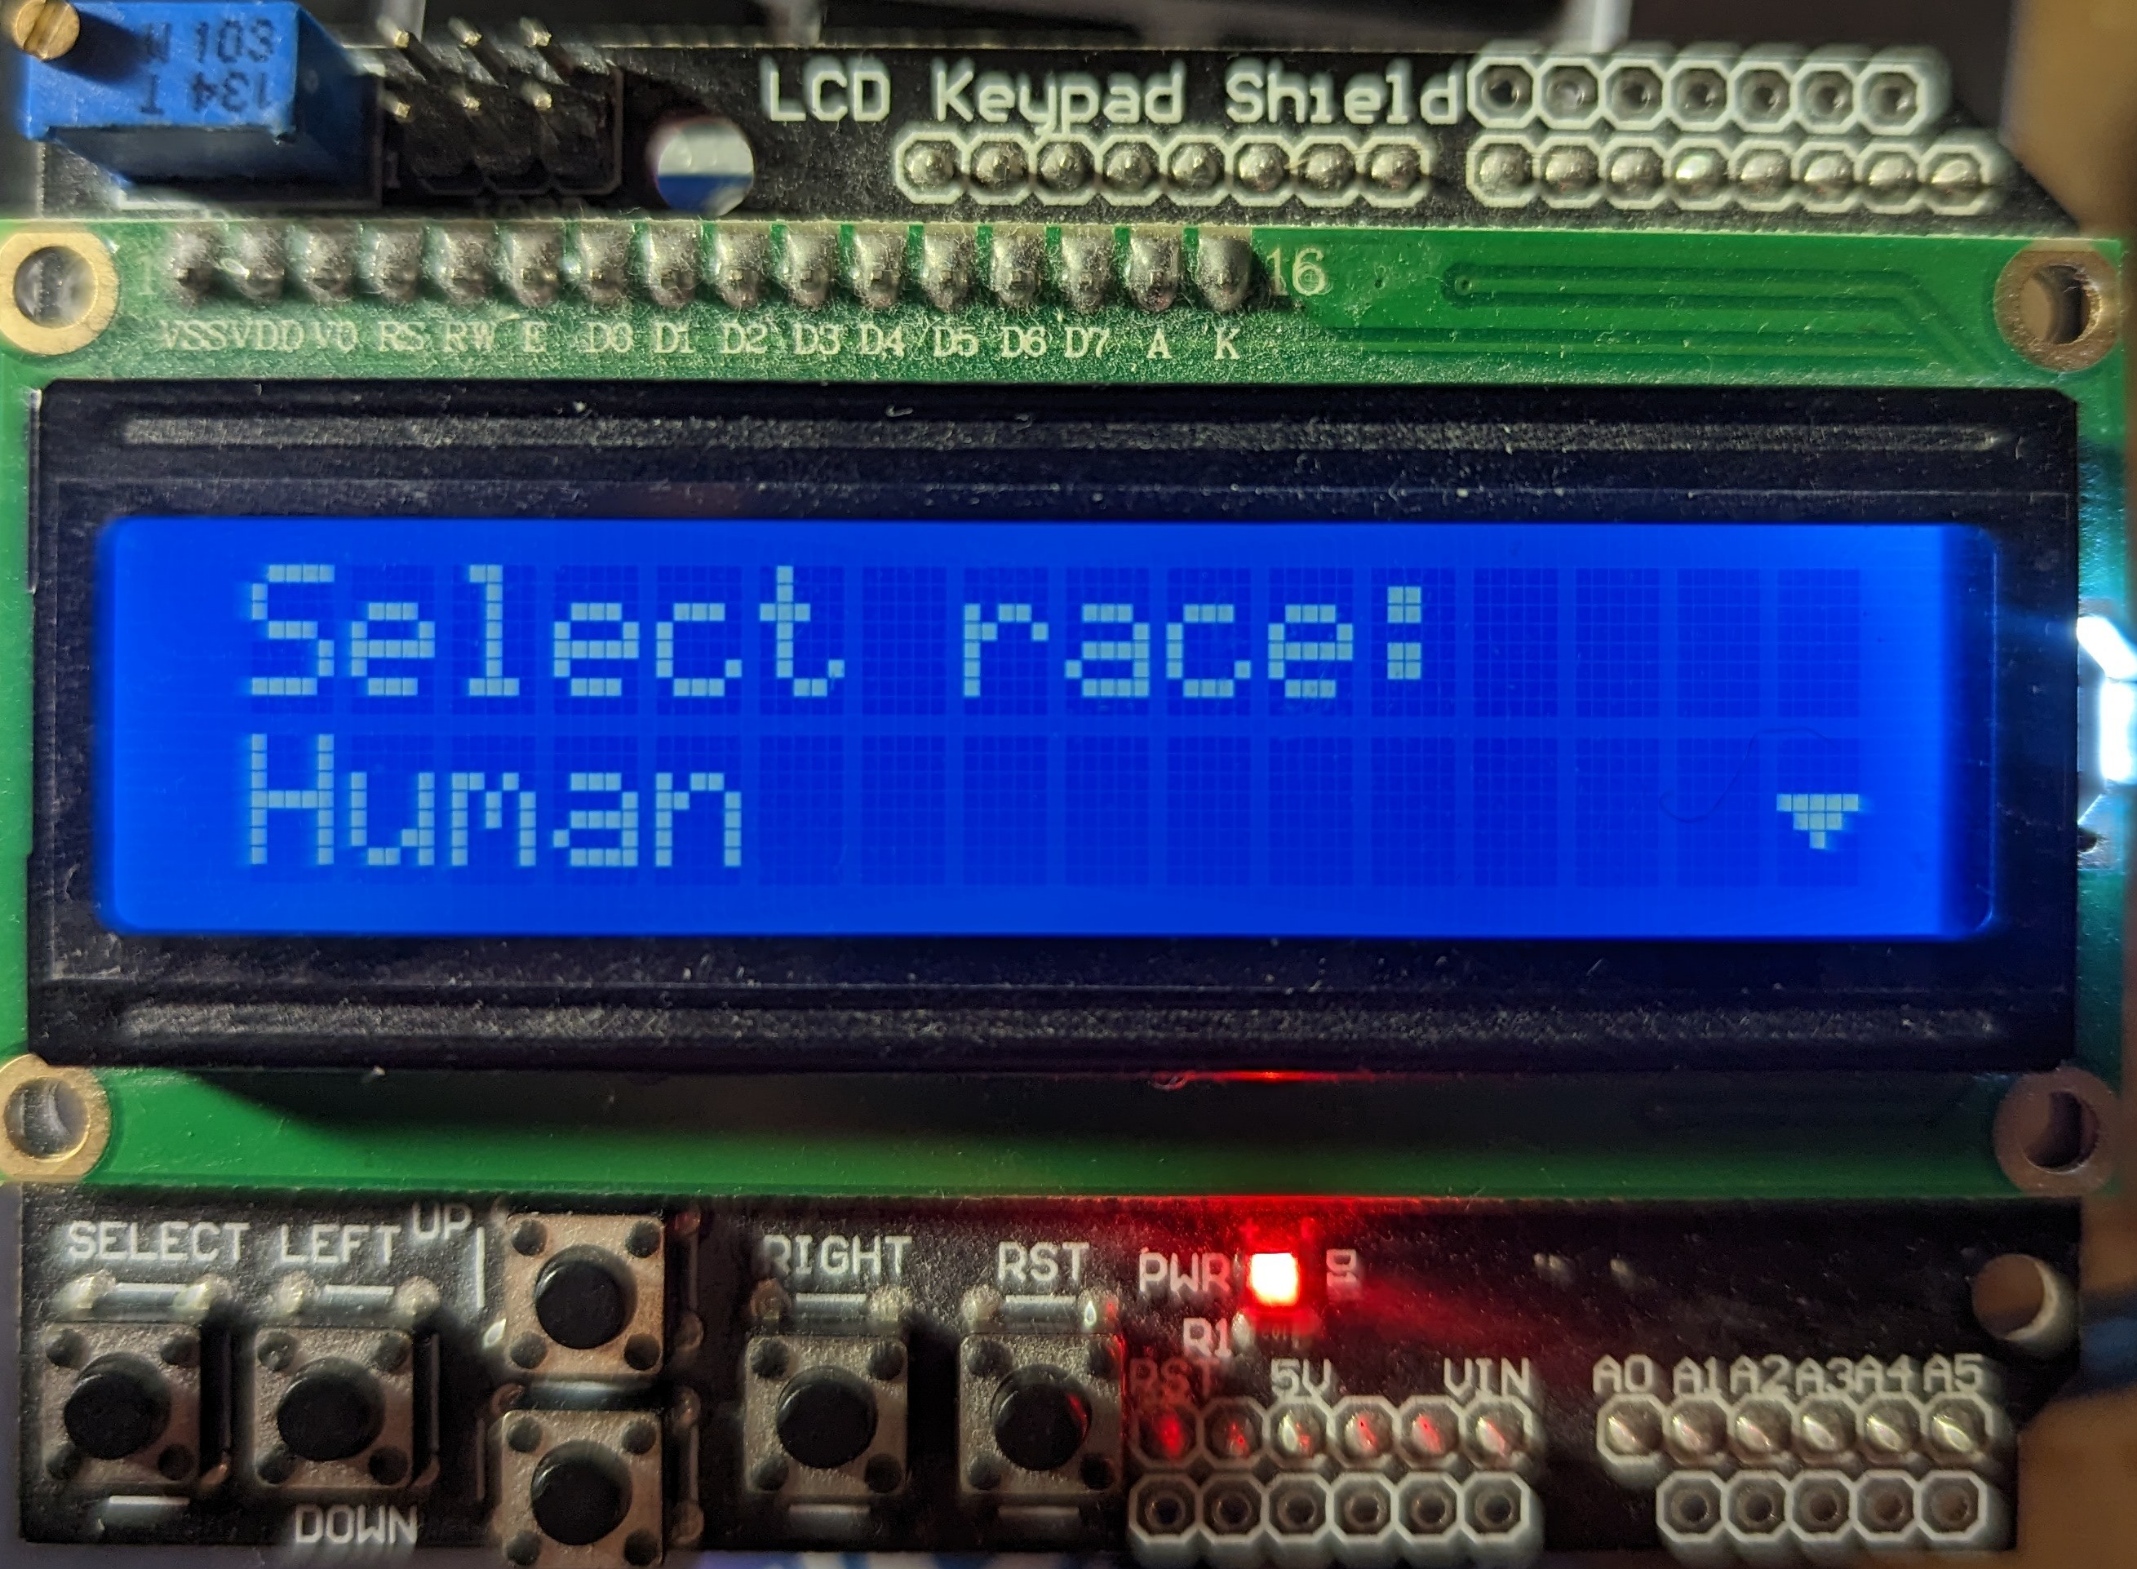 W 103
134 T
LCD Keypad Shield
1
16
VSS VDD V0 RS RW E D0 D1 D2 D3 D4 D5 D6 D7 A K
Select race:
Human
SELECT LEFT UP RIGHT RST PWR D1
R1
RST 5V VIN A0 A1 A2 A3 A4 A5
DOWN